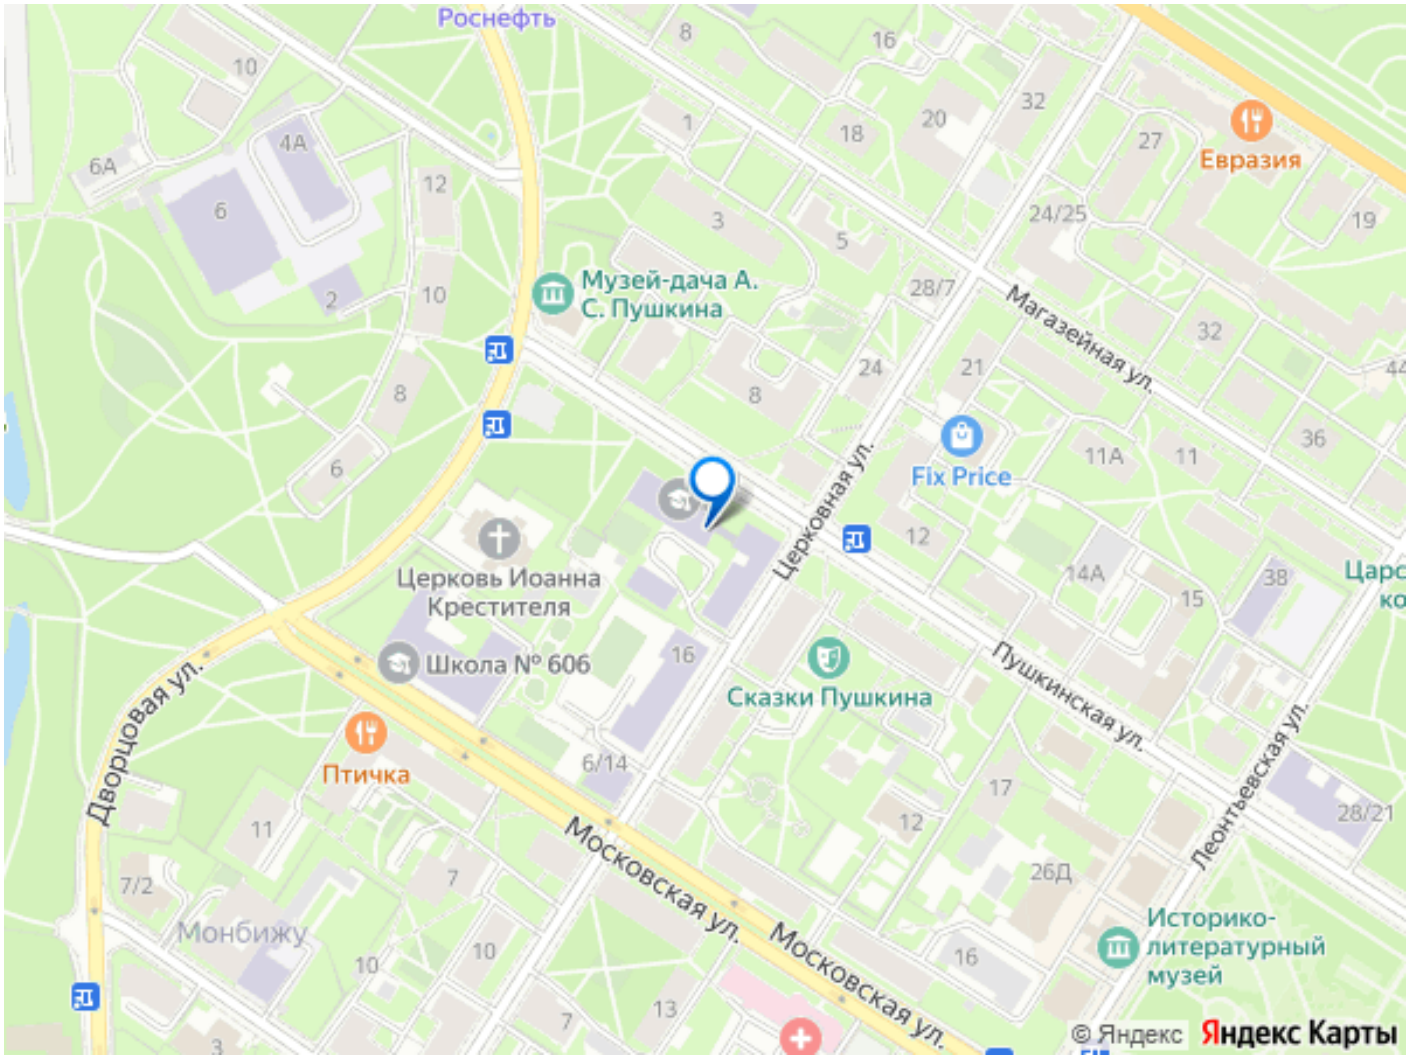 Роснефть
8
16
10
32
20
1
18
27
4А
6А
Евразия
12
6
3
5
24/25
19
Музей-дача А.
С. Пушкина
28/7
10
2
Магазейная ул.
32
24
21
44
8
8
36
11А
11
6
Fix Price
Церковная ул.
12
Церковь Иоанна
Крестителя
14А
38
Царс
ко
15
16
Школа № 606
Сказки Пушкина
Пушкинская ул.
Дворцовая ул.
6/14
Птичка
17
Леонтьевская ул.
28/21
12
11
Московская ул.
7
26Д
7/2
Монбижу
Историко-
литературный
музей
Московская ул.
10
16
10
13
7
3
© Яндекс
Яндекс Карты